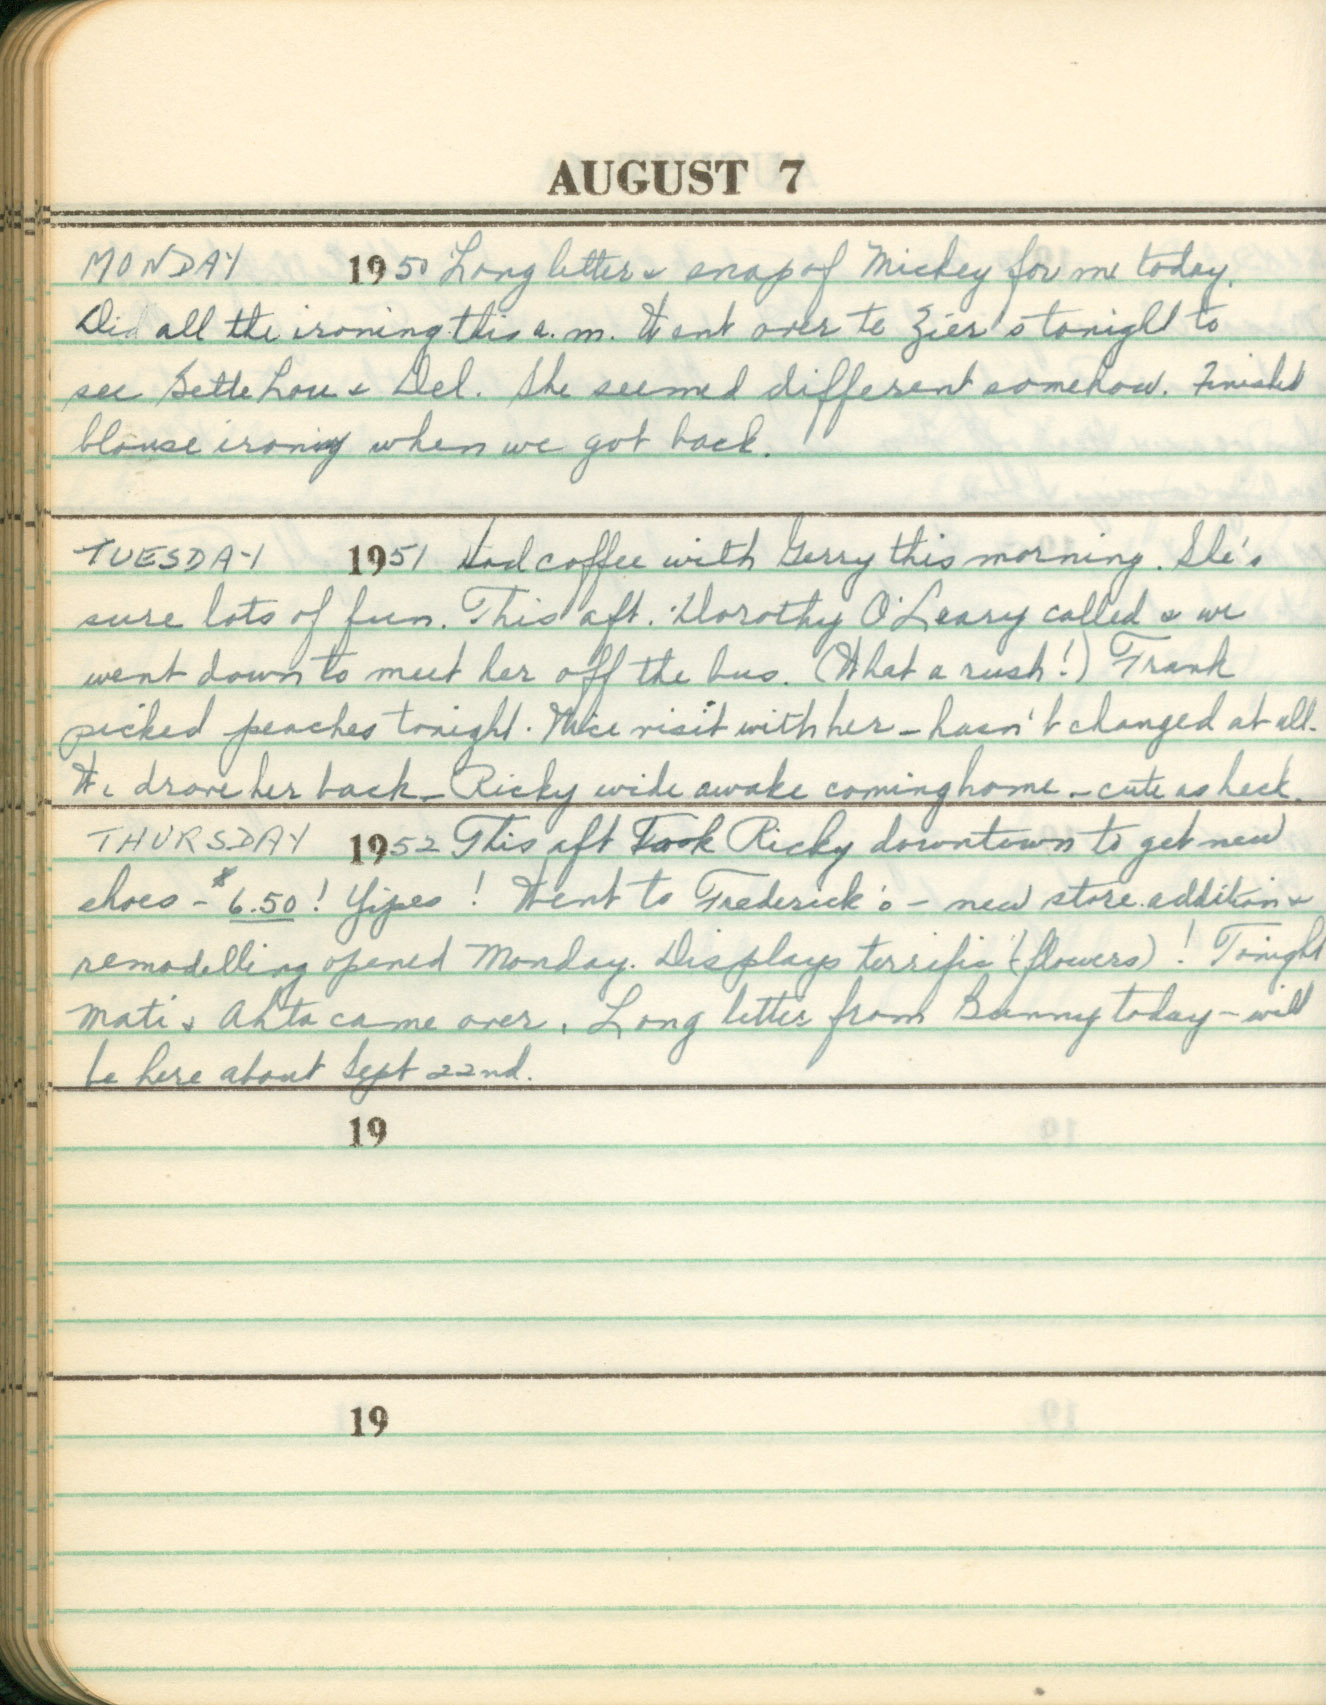 AUGUST 7
MONDAY 1950 Long letter & snap of Mickey for me today.
Did all the ironing this a.m. Went over to Zier's tonight to
see Bette Lou & Del. She seemed different somehow. Finished
blouse ironing when we got back.
TUESDAY 1951 Had coffee with Gerry this morning. She's
sure lots of fun. This aft. Dorothy O'Leary called & we
went down to meet her off the bus. (What a rush!) Frank
picked peaches tonight. Nice visit with her – hasn't changed at all.
We drove her back – Ricky wide awake coming home – cute as heck.
THURSDAY 1952 This aft took Ricky downtown to get new
shoes – $6.50! Yipes! Went to Frederick's – new store addition &
remodelling opened Monday. Displays terrific (flowers)! Tonight
Mati & Ahta came over. Long letter from Bunny today – will
be here about Sept 22nd.
19
19